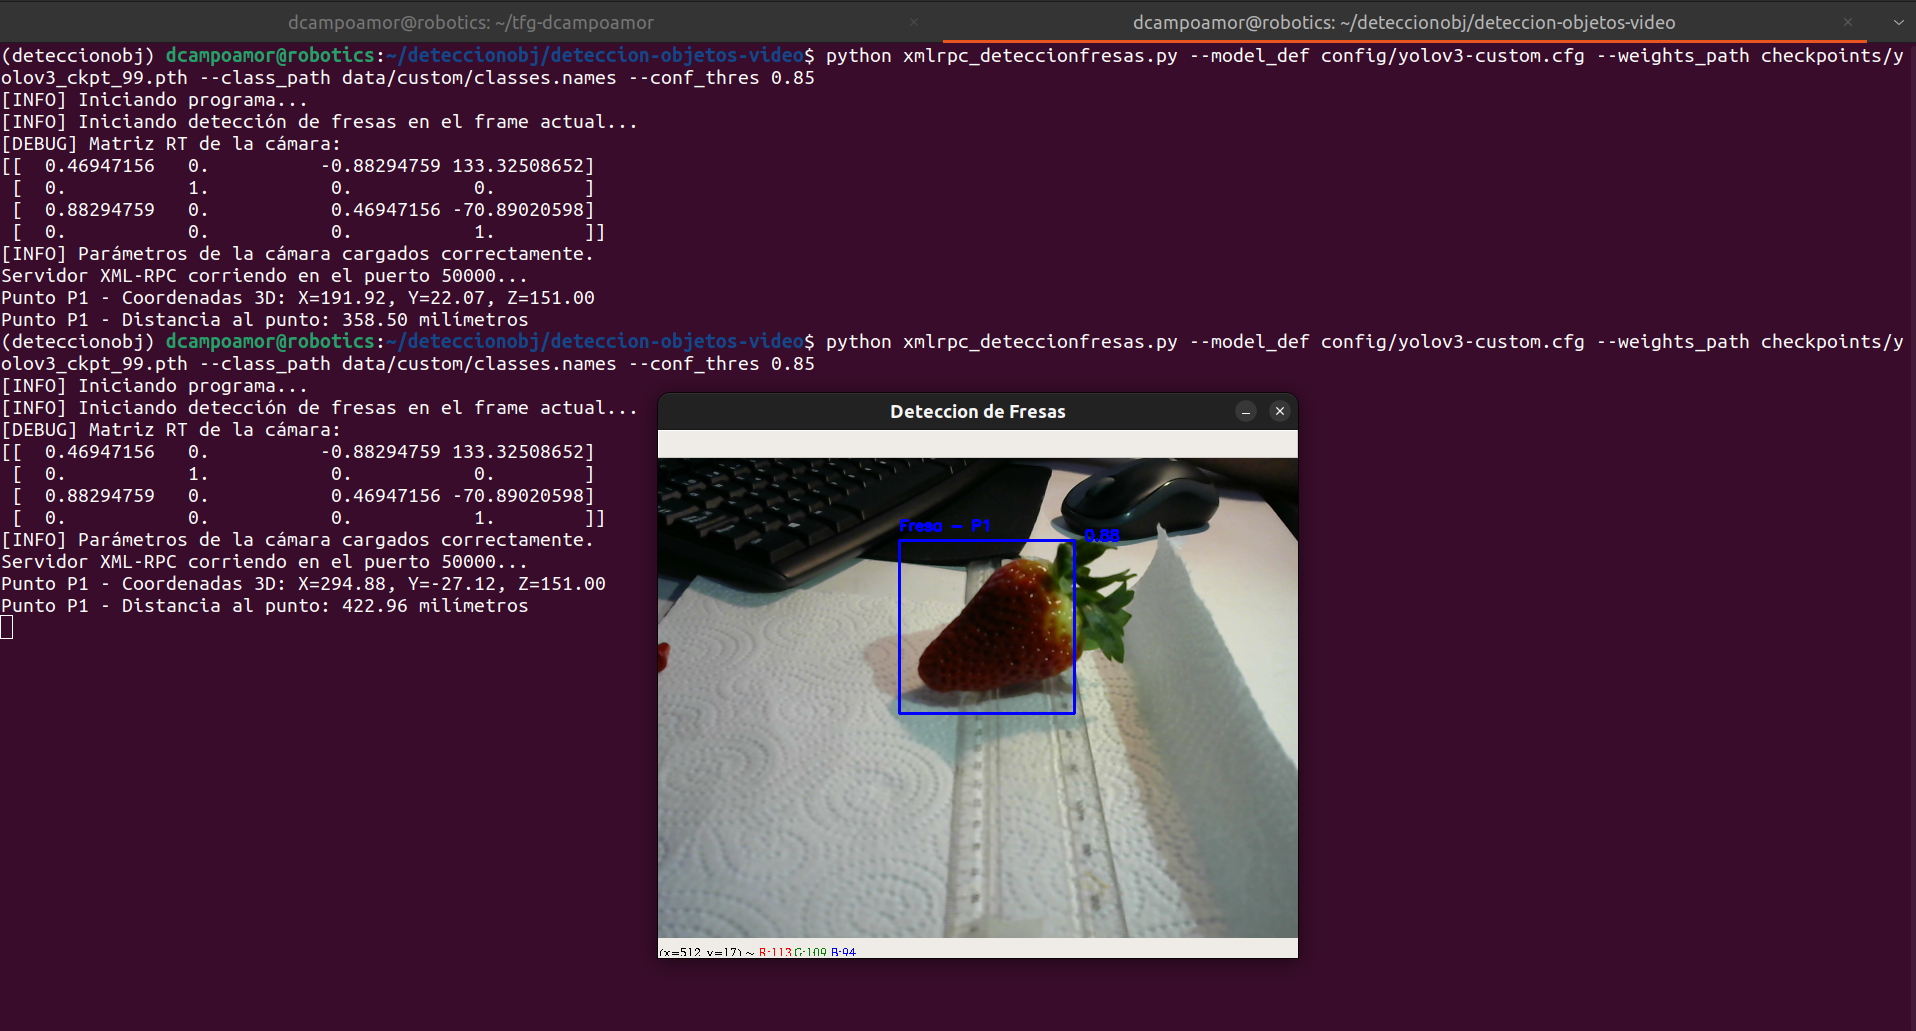 dcampoamor@robotics: ~/tfg-dcampoamor
dcampoamor@robotics: ~/deteccionobj/deteccion-objetos-video
(deteccionobj) dcampoamor@robotics:~/deteccionobj/deteccion-objetos-video$ python xmlrpc_deteccionfresas.py --model_def config/yolov3-custom.cfg --weights_path checkpoints/y
olov3_ckpt_99.pth --class_path data/custom/classes.names --conf_thres 0.85
[INFO] Iniciando programa...
[INFO] Iniciando detección de fresas en el frame actual...
[DEBUG] Matriz RT de la cámara:
[[  0.46947156   0.          -0.88294759 133.32508652]
 [  0.           1.           0.           0.        ]
 [  0.88294759   0.           0.46947156 -70.89020598]
 [  0.           0.           0.           1.        ]]
[INFO] Parámetros de la cámara cargados correctamente.
Servidor XML-RPC corriendo en el puerto 50000...
Punto P1 - Coordenadas 3D: X=191.92, Y=22.07, Z=151.00
Punto P1 - Distancia al punto: 358.50 milímetros
(deteccionobj) dcampoamor@robotics:~/deteccionobj/deteccion-objetos-video$ python xmlrpc_deteccionfresas.py --model_def config/yolov3-custom.cfg --weights_path checkpoints/y
olov3_ckpt_99.pth --class_path data/custom/classes.names --conf_thres 0.85
[INFO] Iniciando programa...
[INFO] Iniciando detección de fresas en el frame actual...
[DEBUG] Matriz RT de la cámara:
[[  0.46947156   0.          -0.88294759 133.32508652]
 [  0.           1.           0.           0.        ]
 [  0.88294759   0.           0.46947156 -70.89020598]
 [  0.           0.           0.           1.        ]]
[INFO] Parámetros de la cámara cargados correctamente.
Servidor XML-RPC corriendo en el puerto 50000...
Punto P1 - Coordenadas 3D: X=294.88, Y=-27.12, Z=151.00
Punto P1 - Distancia al punto: 422.96 milímetros
Deteccion de Fresas
Fresa - P1
0.88
(x=512, y=17) ~ R:113 G:109 B:94